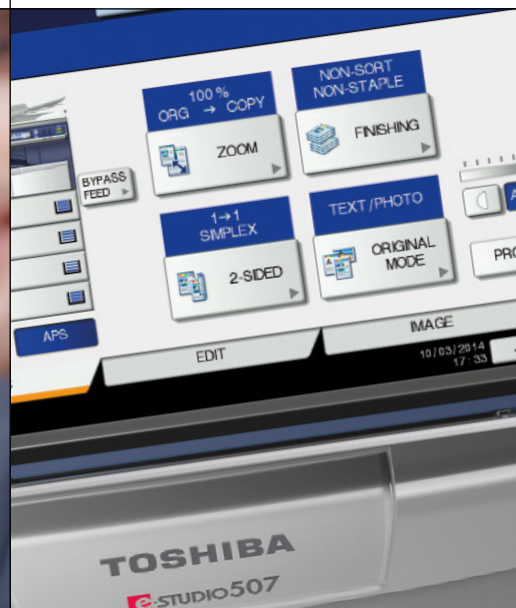 100 %
ORG → COPY
ZOOM
NON-SORT
NON-STAPLE
FINISHING
BYPASS
FEED
1→1
SIMPLEX
2-SIDED
TEXT/PHOTO
ORIGINAL
MODE
APS
EDIT
IMAGE
10/03/2014
17:33
TOSHIBA
e-STUDIO507